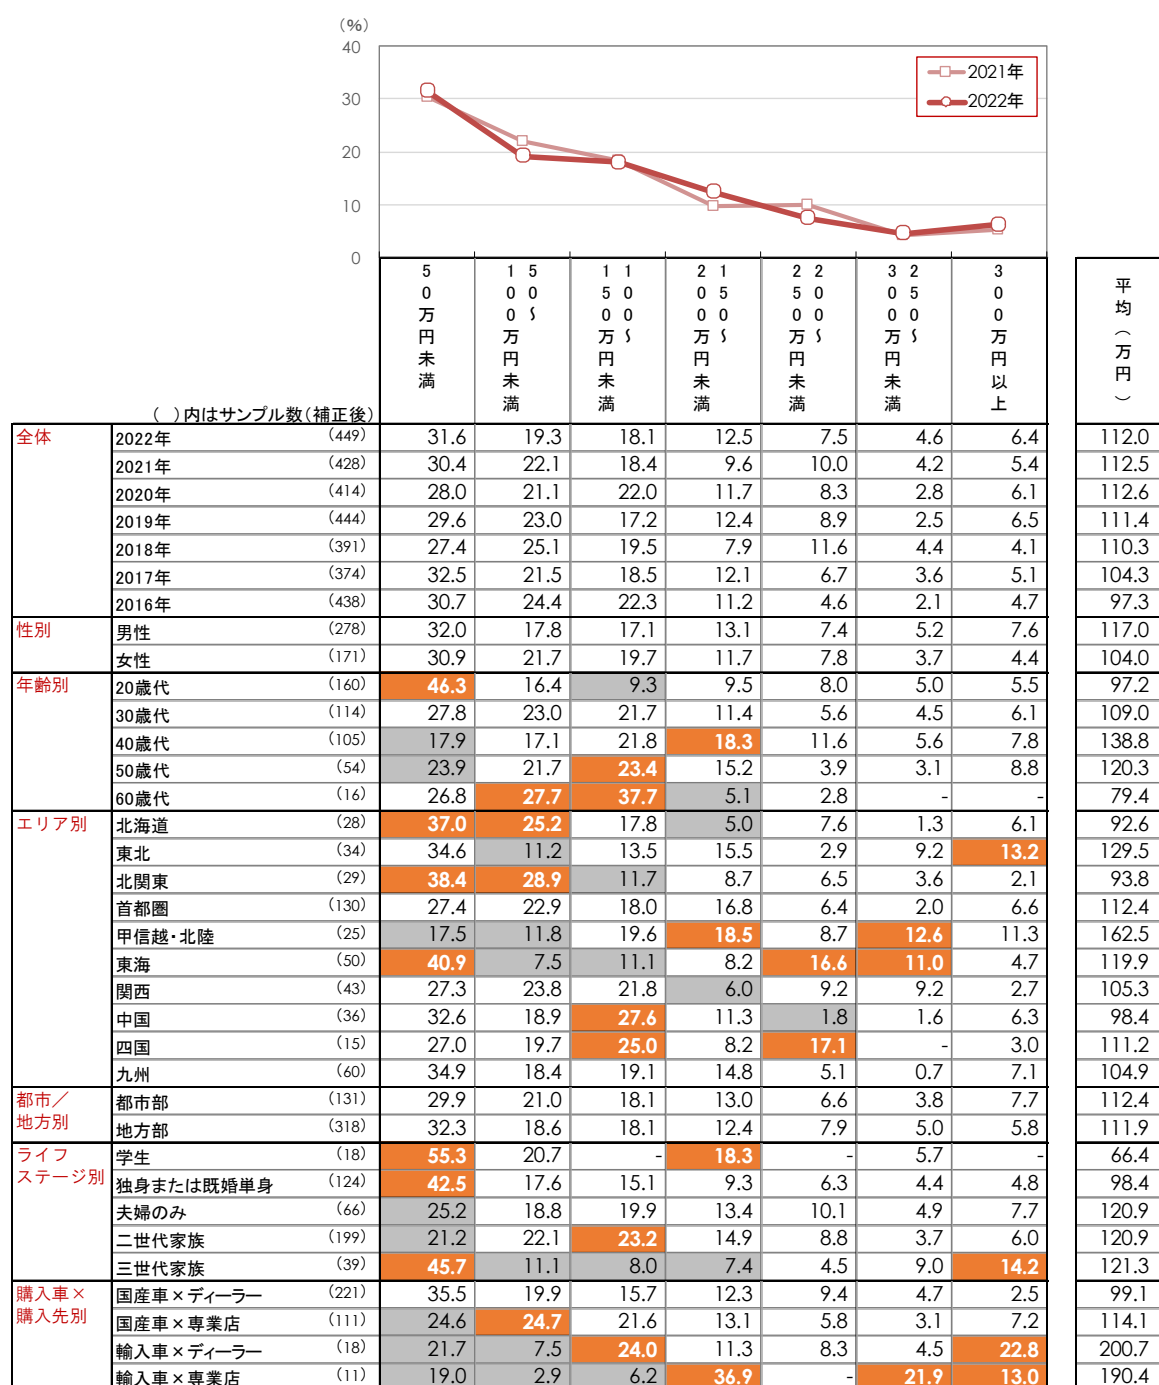 (%)
40
30
20
10
0
2021年
2022年
50万円未満
50～100万円未満
100～150万円未満
150～200万円未満
200～250万円未満
250～300万円未満
300万円以上
平均（万円）
(　)内はサンプル数(補正後)
全体 2022年 (449) 31.6 19.3 18.1 12.5 7.5 4.6 6.4 112.0
2021年 (428) 30.4 22.1 18.4 9.6 10.0 4.2 5.4 112.5
2020年 (414) 28.0 21.1 22.0 11.7 8.3 2.8 6.1 112.6
2019年 (444) 29.6 23.0 17.2 12.4 8.9 2.5 6.5 111.4
2018年 (391) 27.4 25.1 19.5 7.9 11.6 4.4 4.1 110.3
2017年 (374) 32.5 21.5 18.5 12.1 6.7 3.6 5.1 104.3
2016年 (438) 30.7 24.4 22.3 11.2 4.6 2.1 4.7 97.3
性別 男性 (278) 32.0 17.8 17.1 13.1 7.4 5.2 7.6 117.0
女性 (171) 30.9 21.7 19.7 11.7 7.8 3.7 4.4 104.0
年齢別 20歳代 (160) 46.3 16.4 9.3 9.5 8.0 5.0 5.5 97.2
30歳代 (114) 27.8 23.0 21.7 11.4 5.6 4.5 6.1 109.0
40歳代 (105) 17.9 17.1 21.8 18.3 11.6 5.6 7.8 138.8
50歳代 (54) 23.9 21.7 23.4 15.2 3.9 3.1 8.8 120.3
60歳代 (16) 26.8 27.7 37.7 5.1 2.8 - - 79.4
エリア別 北海道 (28) 37.0 25.2 17.8 5.0 7.6 1.3 6.1 92.6
東北 (34) 34.6 11.2 13.5 15.5 2.9 9.2 13.2 129.5
北関東 (29) 38.4 28.9 11.7 8.7 6.5 3.6 2.1 93.8
首都圏 (130) 27.4 22.9 18.0 16.8 6.4 2.0 6.6 112.4
甲信越・北陸 (25) 17.5 11.8 19.6 18.5 8.7 12.6 11.3 162.5
東海 (50) 40.9 7.5 11.1 8.2 16.6 11.0 4.7 119.9
関西 (43) 27.3 23.8 21.8 6.0 9.2 9.2 2.7 105.3
中国 (36) 32.6 18.9 27.6 11.3 1.8 1.6 6.3 98.4
四国 (15) 27.0 19.7 25.0 8.2 17.1 - 3.0 111.2
九州 (60) 34.9 18.4 19.1 14.8 5.1 0.7 7.1 104.9
都市／ 都市部 (131) 29.9 21.0 18.1 13.0 6.6 3.8 7.7 112.4
地方別 地方部 (318) 32.3 18.6 18.1 12.4 7.9 5.0 5.8 111.9
ライフ 学生 (18) 55.3 20.7 - 18.3 - 5.7 - 66.4
ステージ別 独身または既婚単身 (124) 42.5 17.6 15.1 9.3 6.3 4.4 4.8 98.4
夫婦のみ (66) 25.2 18.8 19.9 13.4 10.1 4.9 7.7 120.9
二世代家族 (199) 21.2 22.1 23.2 14.9 8.8 3.7 6.0 120.9
三世代家族 (39) 45.7 11.1 8.0 7.4 4.5 9.0 14.2 121.3
購入車× 国産車×ディーラー (221) 35.5 19.9 15.7 12.3 9.4 4.7 2.5 99.1
購入先別 国産車×専業店 (111) 24.6 24.7 21.6 13.1 5.8 3.1 7.2 114.1
輸入車×ディーラー (18) 21.7 7.5 24.0 11.3 8.3 4.5 22.8 200.7
輸入車×専業店 (11) 19.0 2.9 6.2 36.9 - 21.9 13.0 190.4